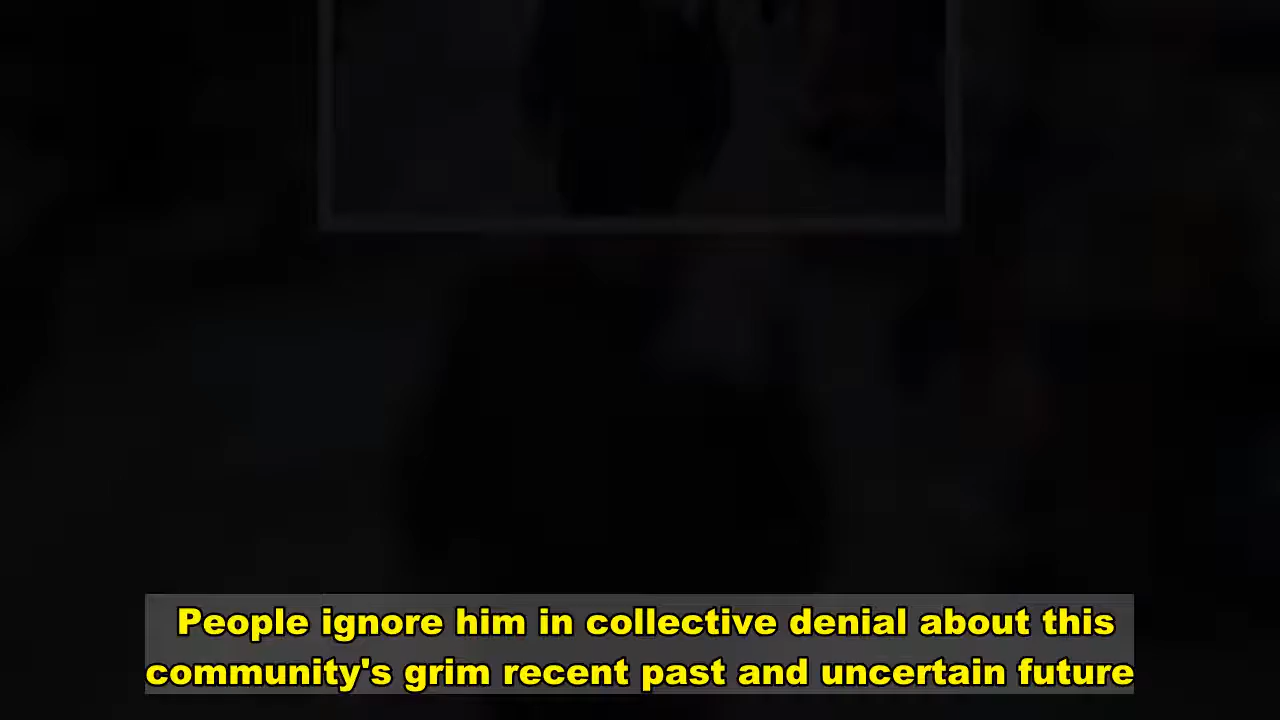 People ignore him in collective denial about this
community's grim recent past and uncertain future